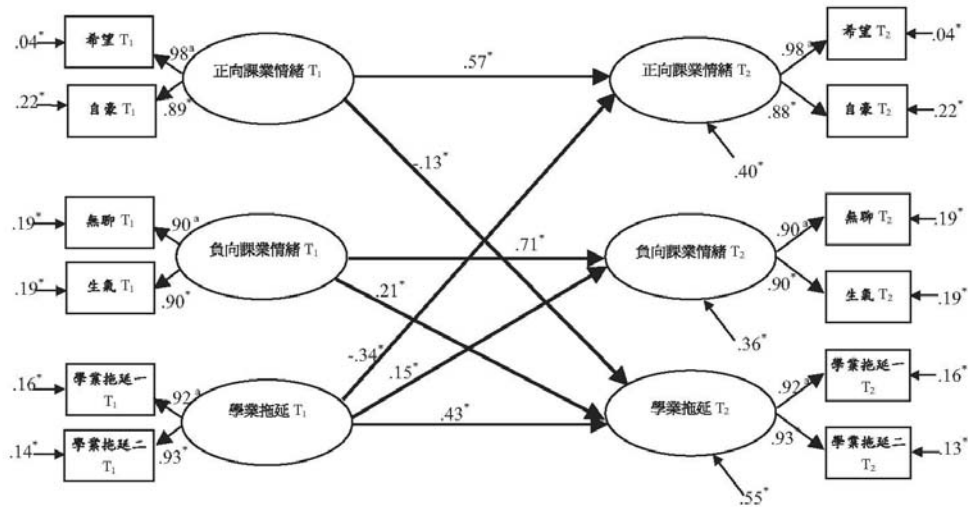 .04*
希望 T₁
.98ᵃ
正向課業情緒 T₁
.57*
正向課業情緒 T₂
.98ᵃ
希望 T₂
.04*
.22*
自豪 T₁
.89*
.88*
自豪 T₂
.22*
-.13*
.40*
.19*
無聊 T₁
.90ᵃ
負向課業情緒 T₁
.71*
負向課業情緒 T₂
.90ᵃ
無聊 T₂
.19*
.19*
生氣 T₁
.90*
.21*
.90*
生氣 T₂
.19*
-.34*
.15*
.36*
.16*
學業拖延一
T₁
.92ᵃ
學業拖延 T₁
.43*
學業拖延 T₂
.92ᵃ
學業拖延一
T₂
.16*
.14*
學業拖延二
T₁
.93*
.93
學業拖延二
T₂
.13*
.55*